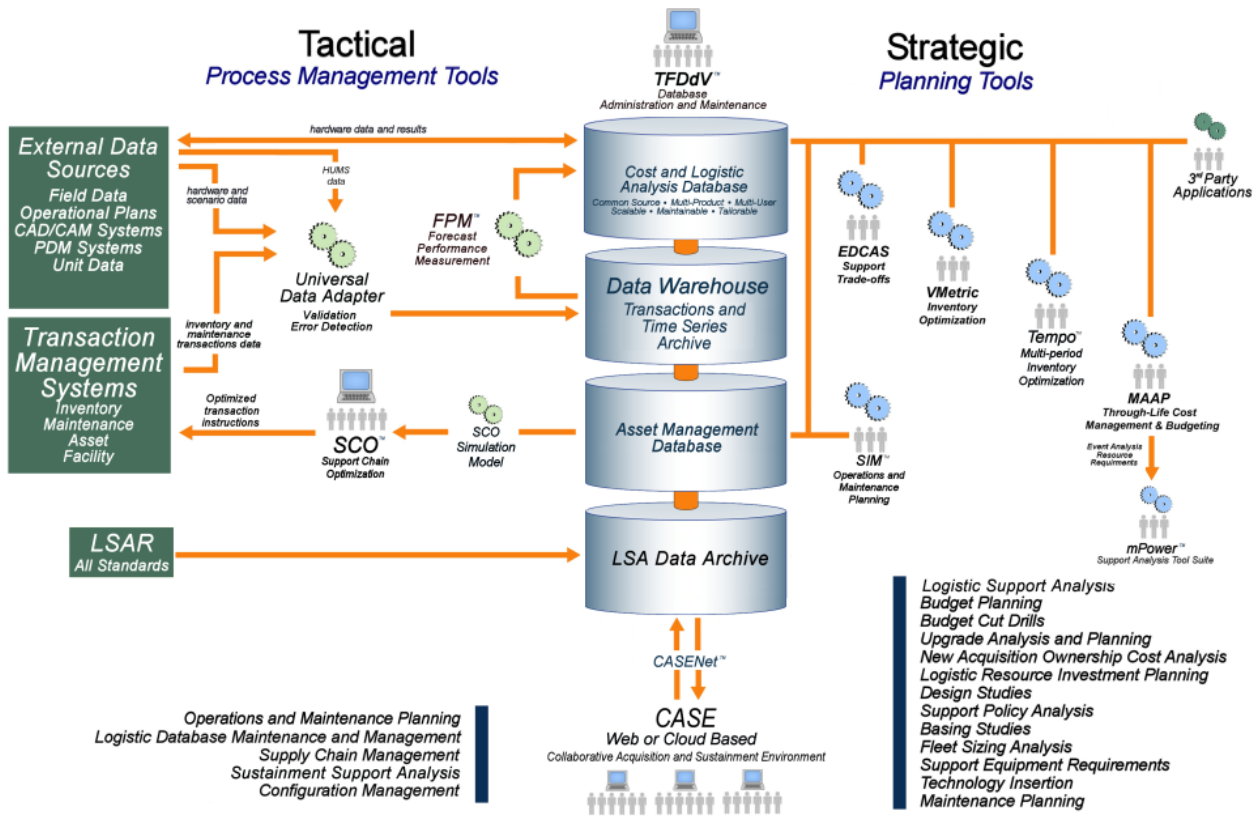 Tactical
Process Management Tools
TFDdV™
Database
Administration and Maintenance
Strategic
Planning Tools
External Data
Sources
Field Data
Operational Plans
CAD/CAM Systems
PDM Systems
Unit Data
hardware data and results
HUMS
data
hardware and
scenario data
FPM™
Forecast
Performance
Measurement
Universal
Data Adapter
Validation
Error Detection
inventory and
maintenance
transactions data
Transaction
Management
Systems
Inventory
Maintenance
Asset
Facility
Optimized
transaction
instructions
SCO™
Support Chain
Optimization
SCO
Simulation
Model
LSAR
All Standards
Cost and Logistic
Analysis Database
Common Source • Multi-Product • Multi-User
Scalable • Maintainable • Tailorable
Data Warehouse
Transactions and
Time Series
Archive
Asset Management
Database
LSA Data Archive
CASENet™
CASE
Web or Cloud Based
Collaborative Acquisition and Sustainment Environment
3rd Party
Applications
EDCAS
Support
Trade-offs
VMetric
Inventory
Optimization
Tempo™
Multi-period
Inventory
Optimization
MAAP
Through-Life Cost
Management & Budgeting
Event Analysis
Resource
Requirments
SIM™
Operations and
Maintenance
Planning
mPower™
Support Analysis Tool Suite
Operations and Maintenance Planning
Logistic Database Maintenance and Management
Supply Chain Management
Sustainment Support Analysis
Configuration Management
Logistic Support Analysis
Budget Planning
Budget Cut Drills
Upgrade Analysis and Planning
New Acquisition Ownership Cost Analysis
Logistic Resource Investment Planning
Design Studies
Support Policy Analysis
Basing Studies
Fleet Sizing Analysis
Support Equipment Requirements
Technology Insertion
Maintenance Planning